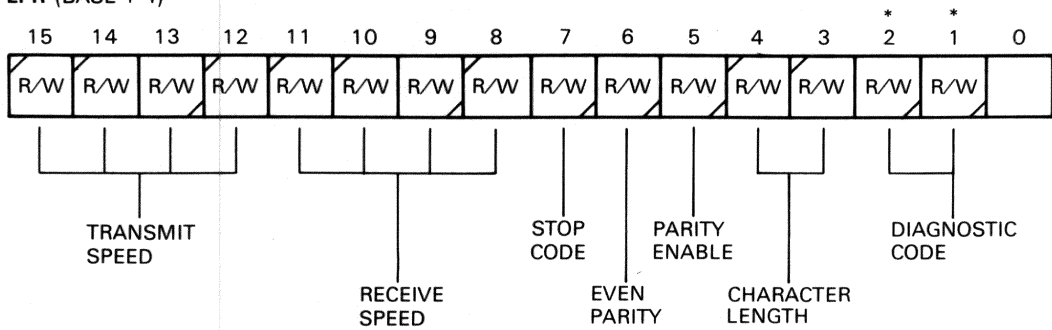 (BASE
* *
15 14 13 12 11 10 9 8 7 6 5 4 3 2 1 0
R/W R/W R/W R/W R/W R/W R/W R/W R/W R/W R/W R/W R/W R/W R/W
TRANSMIT
SPEED
RECEIVE
SPEED
STOP
CODE
EVEN
PARITY
PARITY
ENABLE
CHARACTER
LENGTH
DIAGNOSTIC
CODE